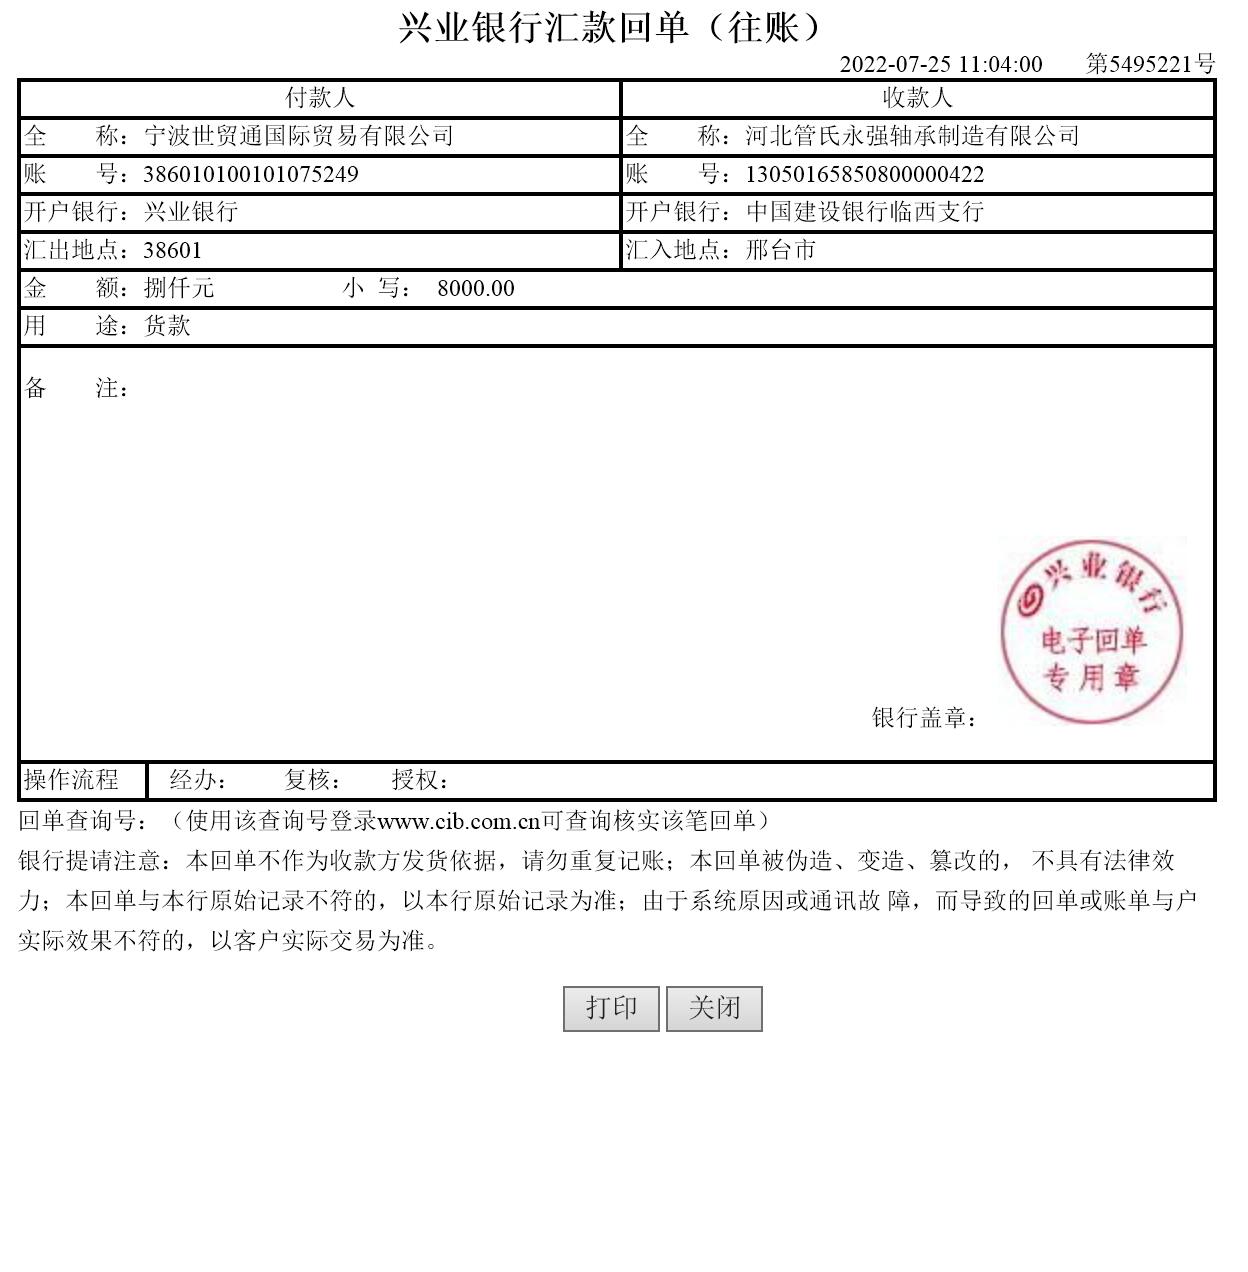 兴业银行汇款回单（往账）
2022-07-25 11:04:00 第5495221号
付款人 收款人
全 称：宁波世贸通国际贸易有限公司 全 称：河北管氏永强轴承制造有限公司
账 号：386010100101075249 账 号：13050165850800000422
开户银行：兴业银行 开户银行：中国建设银行临西支行
汇出地点：38601 汇入地点：邢台市
金 额：捌仟元 小 写： 8000.00
用 途：货款
备 注：
兴业银行
电子回单
专用章
银行盖章：
操作流程 经办： 复核： 授权：
回单查询号：（使用该查询号登录www.cib.com.cn可查询核实该笔回单）
银行提请注意：本回单不作为收款方发货依据，请勿重复记账；本回单被伪造、变造、篡改的， 不具有法律效
力；本回单与本行原始记录不符的，以本行原始记录为准；由于系统原因或通讯故 障，而导致的回单或账单与户
实际效果不符的，以客户实际交易为准。
打印 关闭